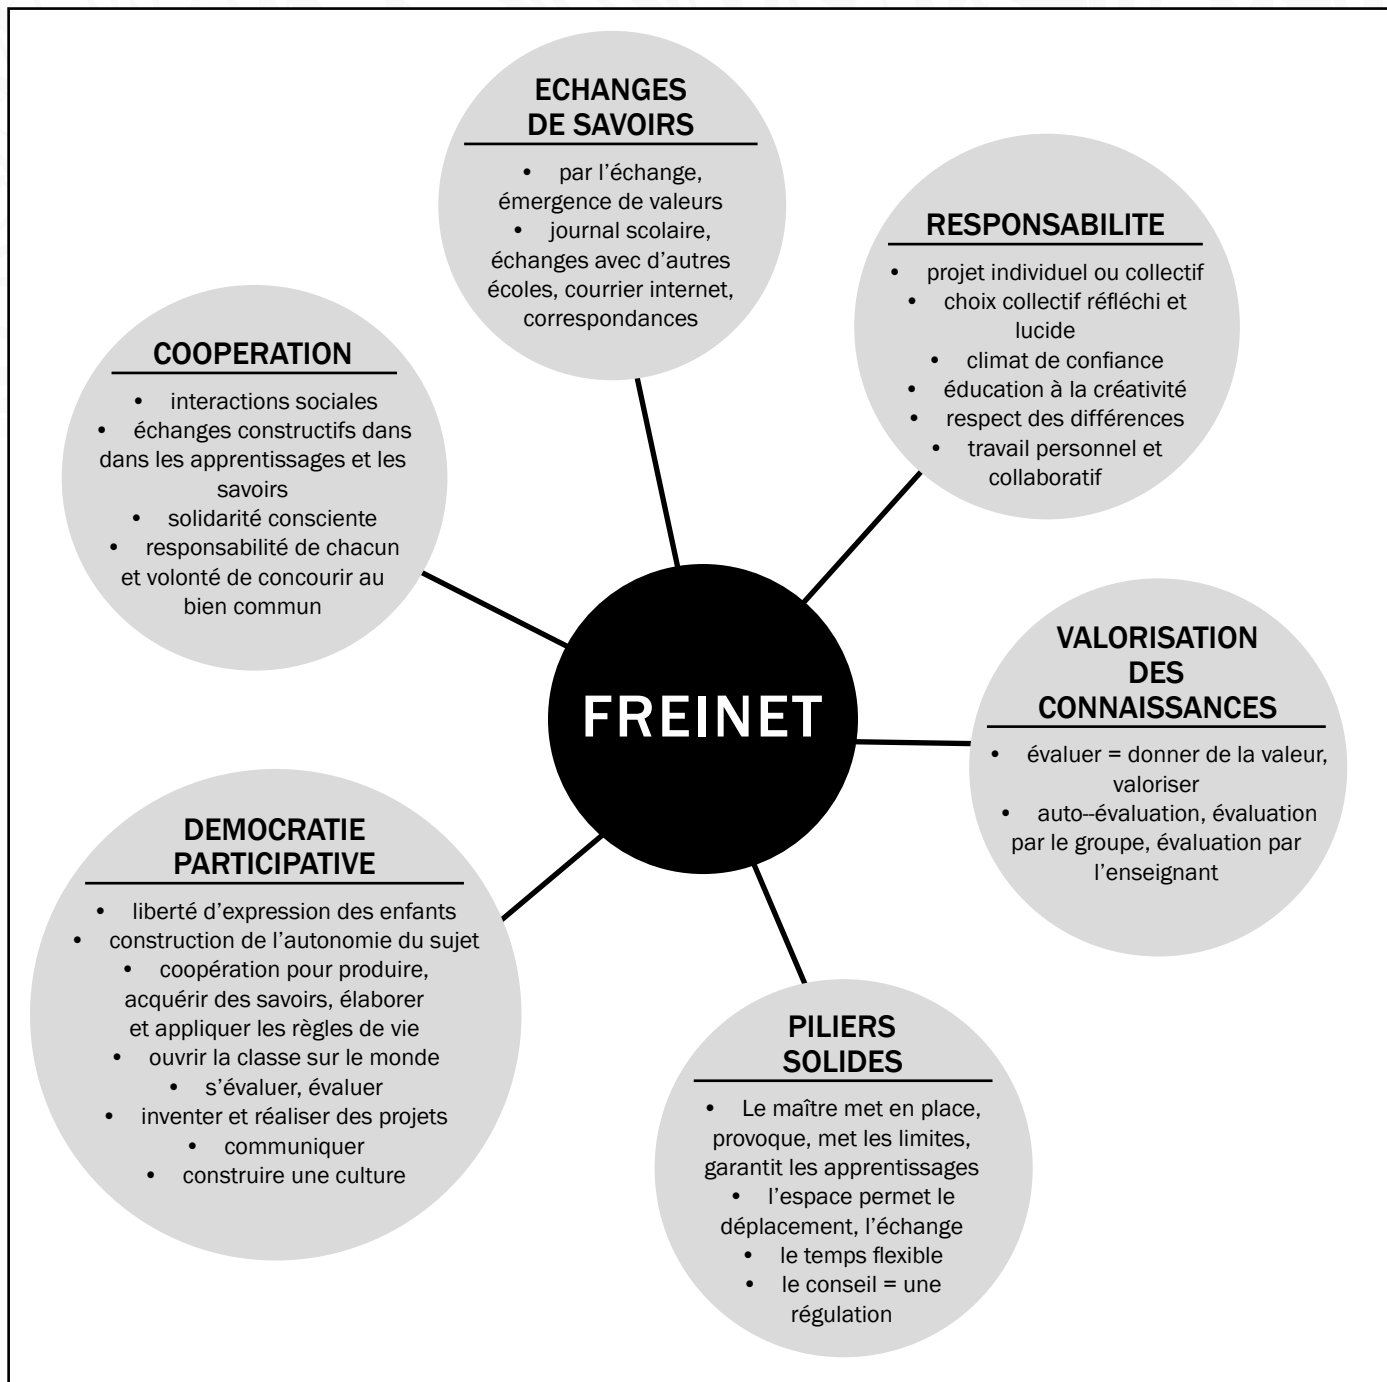 ECHANGES
DE SAVOIRS
• par l'échange,
émergence de valeurs
• journal scolaire,
échanges avec d'autres
écoles, courrier internet,
correspondances
RESPONSABILITE
• projet individuel ou collectif
• choix collectif réfléchi et
lucide
• climat de confiance
• éducation à la créativité
• respect des différences
• travail personnel et
collaboratif
COOPERATION
• interactions sociales
• échanges constructifs dans
dans les apprentissages et les
savoirs
• solidarité consciente
• responsabilité de chacun
et volonté de concourir au
bien commun
FREINET
VALORISATION
DES
CONNAISSANCES
• évaluer = donner de la valeur,
valoriser
• auto--évaluation, évaluation
par le groupe, évaluation par
l'enseignant
DEMOCRATIE
PARTICIPATIVE
• liberté d'expression des enfants
• construction de l'autonomie du sujet
• coopération pour produire,
acquérir des savoirs, élaborer
et appliquer les règles de vie
• ouvrir la classe sur le monde
• s'évaluer, évaluer
• inventer et réaliser des projets
• communiquer
• construire une culture
PILIERS
SOLIDES
• Le maître met en place,
provoque, met les limites,
garantit les apprentissages
• l'espace permet le
déplacement, l'échange
• le temps flexible
• le conseil = une
régulation